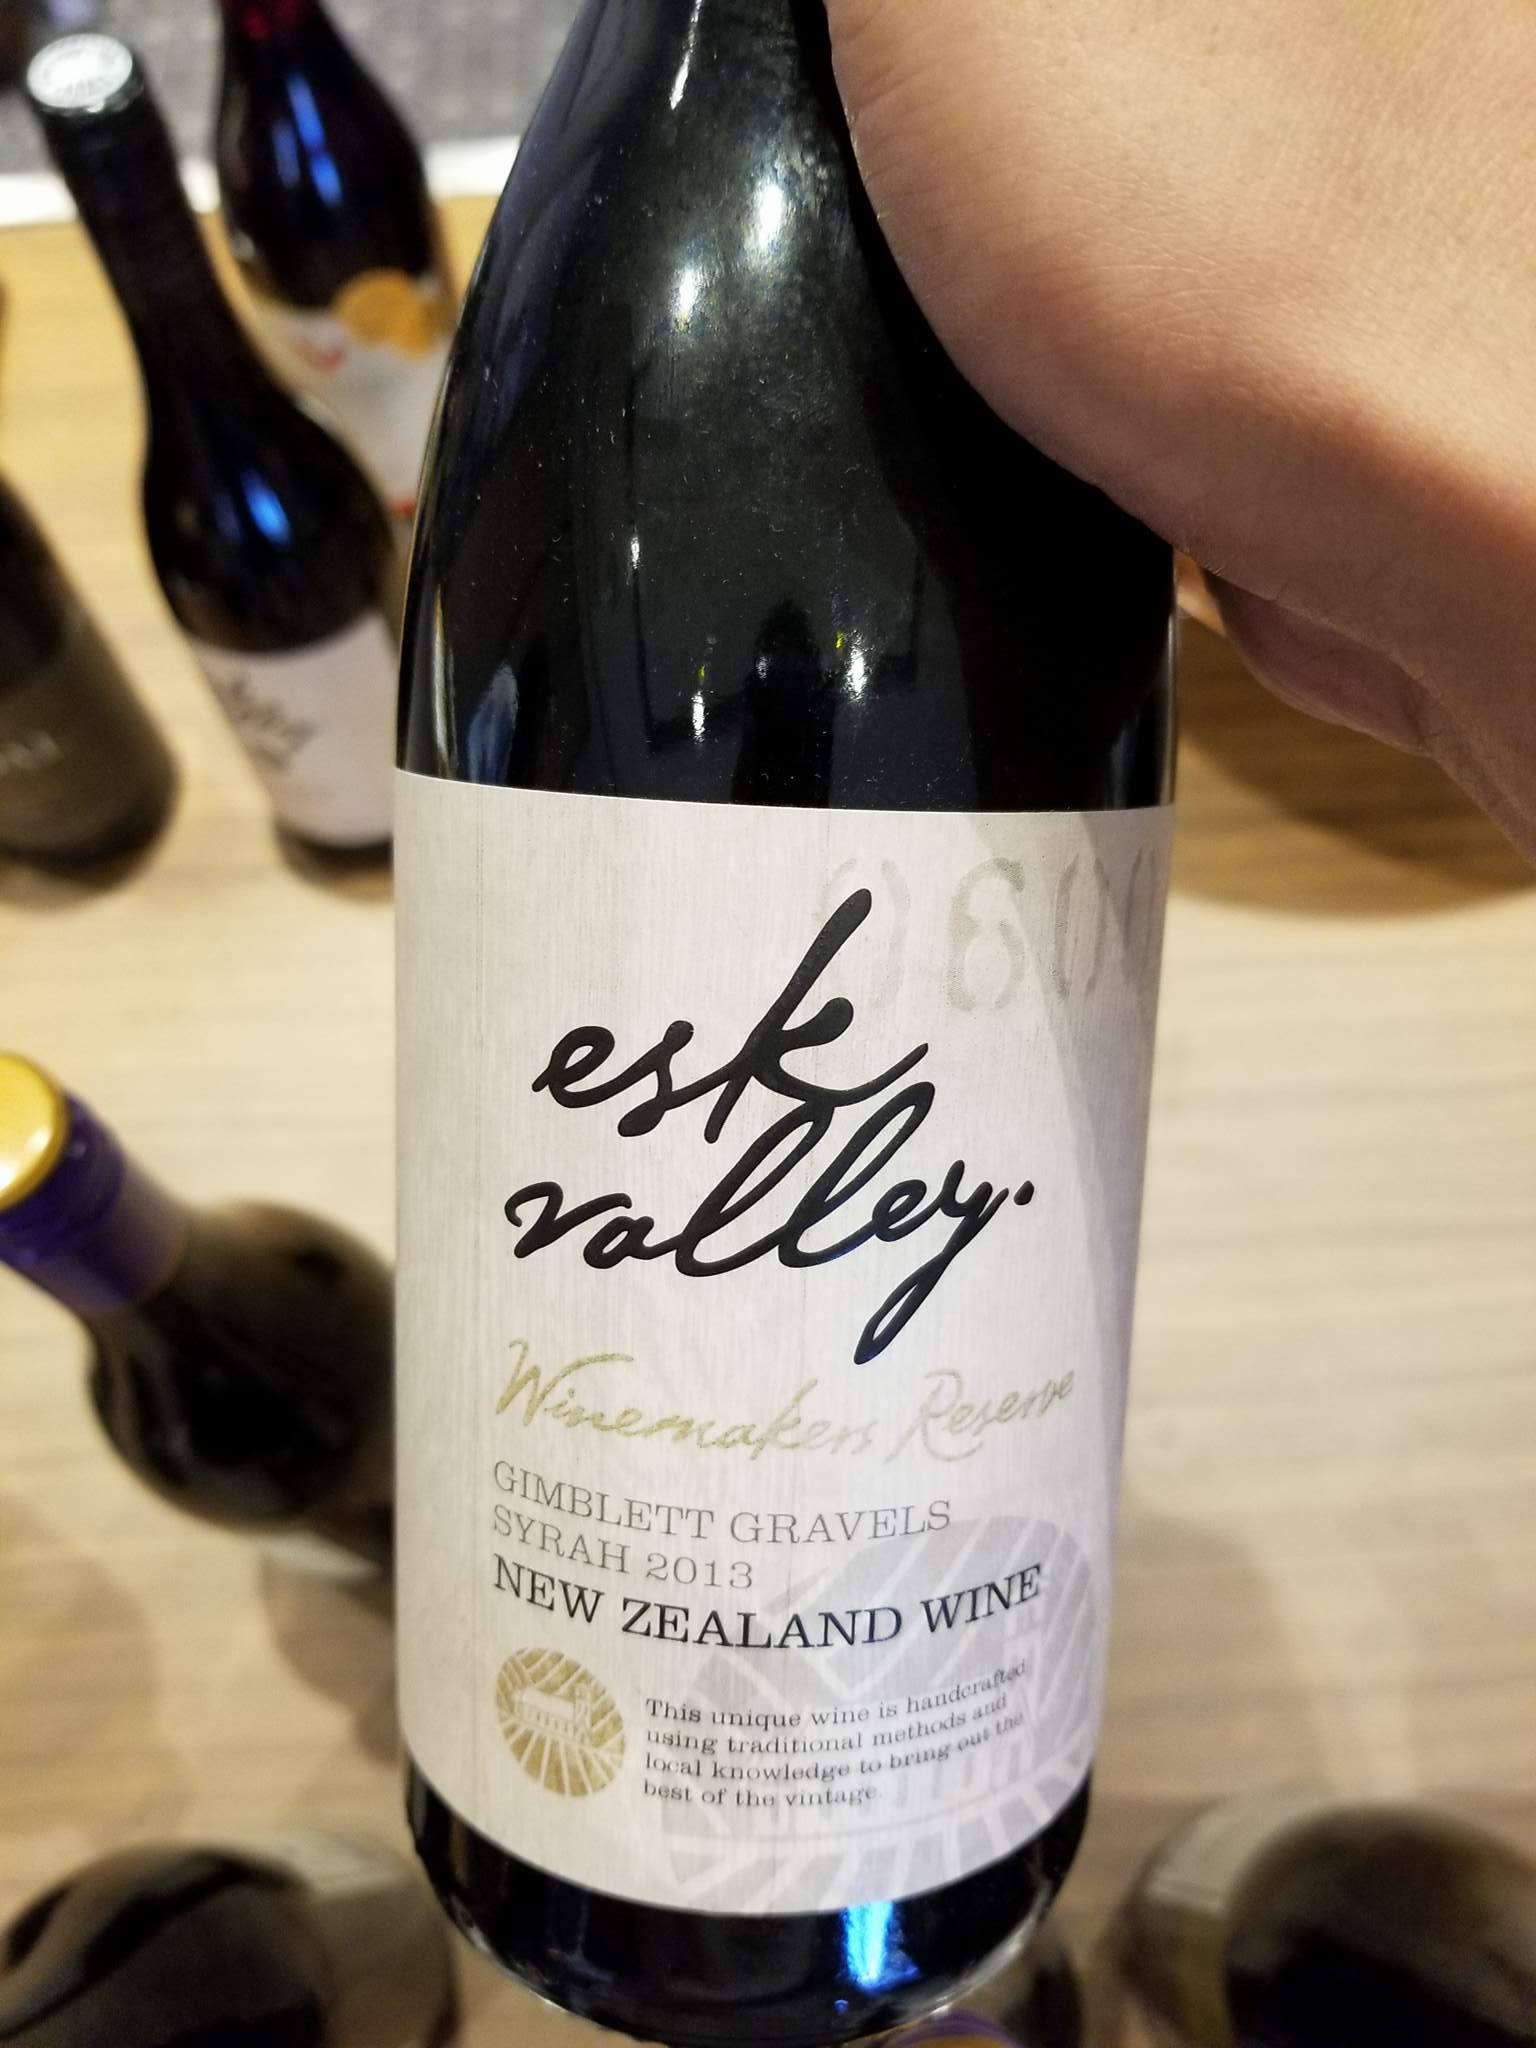 esk
valley.
Winemakers Reserve
GIMBLETT GRAVELS
SYRAH 2013
NEW ZEALAND WINE
This unique wine is handcrafted
using traditional methods and
local knowledge to bring out the
best of the vintage.